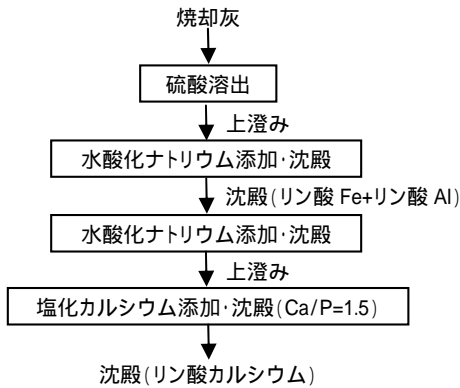 焼却灰
硫酸溶出
上澄み
水酸化ナトリウム添加・沈殿
沈殿(リン酸 Fe+リン酸 Al)
水酸化ナトリウム添加・沈殿
上澄み
塩化カルシウム添加・沈殿(Ca/P=1.5)
沈殿(リン酸カルシウム)